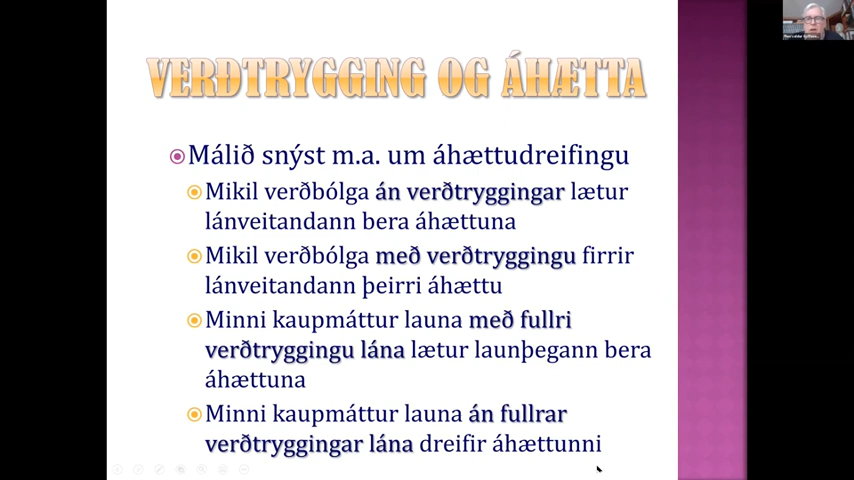 VERÐTRYGGING OG ÁHÆTTA
Málið snýst m.a. um áhættudreifingu
Mikil verðbólga án verðtryggingar lætur
lánveitandann bera áhættuna
Mikil verðbólga með verðtryggingu firrir
lánveitandann þeirri áhættu
Minni kaupmáttur launa með fullri
verðtryggingu lána lætur launþegann bera
áhættuna
Minni kaupmáttur launa án fullrar
verðtryggingar lána dreifir áhættunni